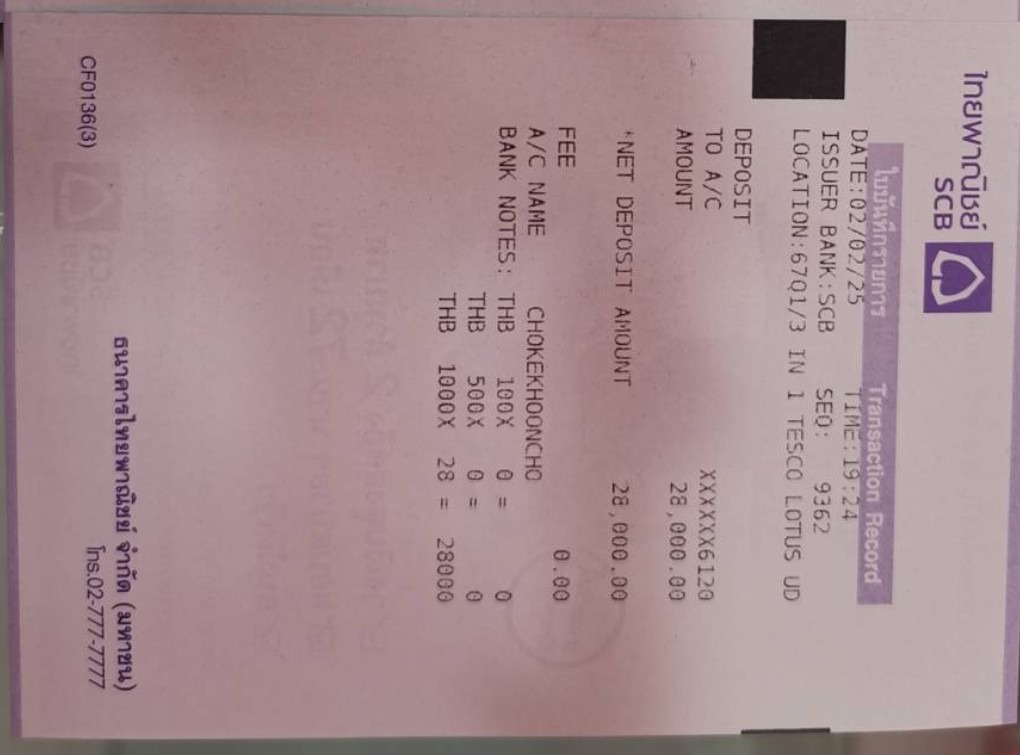 ไทยพาณิชย์
SCB
ใบบันทึกรายการ Transaction Record
DATE:02/02/25 TIME:19:24
ISSUER BANK:SCB SEQ: 9362
LOCATION:67Q1/3 IN 1 TESCO LOTUS UD
DEPOSIT
TO A/C XXXXXX6120
AMOUNT 28,000.00
*NET DEPOSIT AMOUNT 28,000.00
FEE 0.00
A/C NAME CHOKEKHOONCHO
BANK NOTES: THB 100X 0 = 0
THB 500X 0 = 0
THB 1000X 28 = 28000
ธนาคารไทยพาณิชย์ จำกัด (มหาชน)
CF0136(3) โทร.02-777-7777